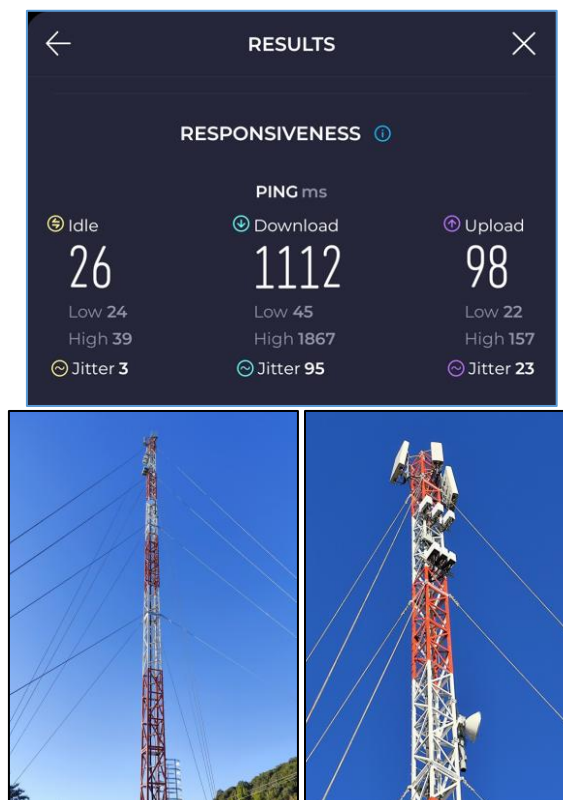 RESULTS
RESPONSIVENESS
PING ms
Idle
Download
Upload
26
1112
98
Low 24
Low 45
Low 22
High 39
High 1867
High 157
Jitter 3
Jitter 95
Jitter 23